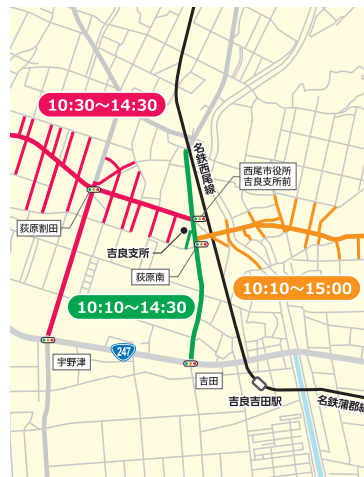 10:30～14:30
名鉄西尾線
西尾市役所
吉良支所前
荻原割田
吉良支所
荻原南
10:10～15:00
10:10～14:30
247
宇野津
吉田
吉良吉田駅
名鉄蒲郡線